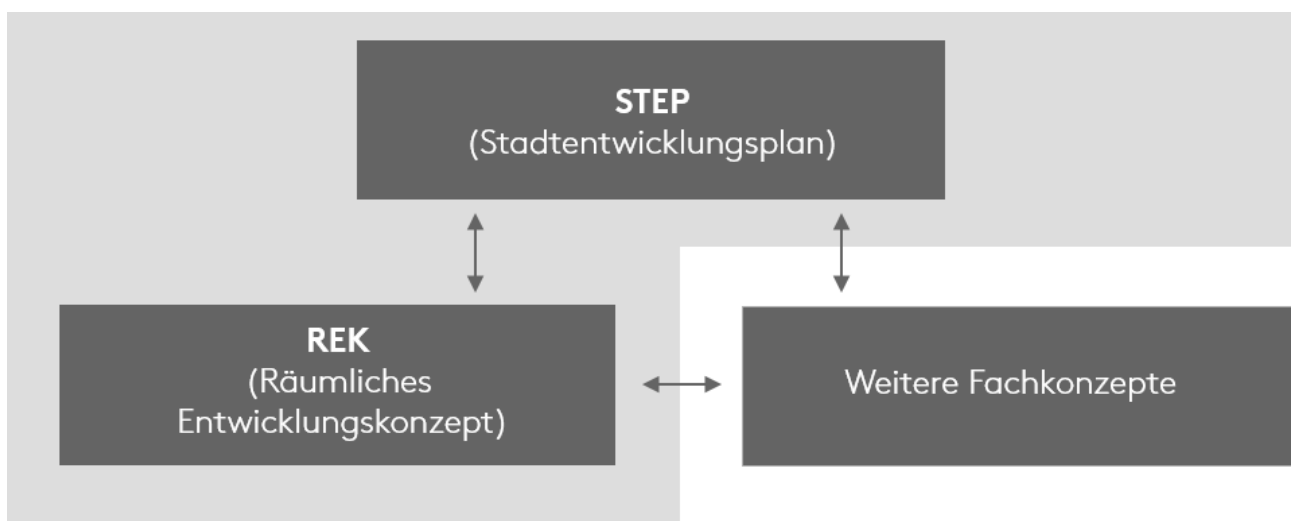 STEP
(Stadtentwicklungsplan)
REK
(Räumliches
Entwicklungskonzept)
Weitere Fachkonzepte